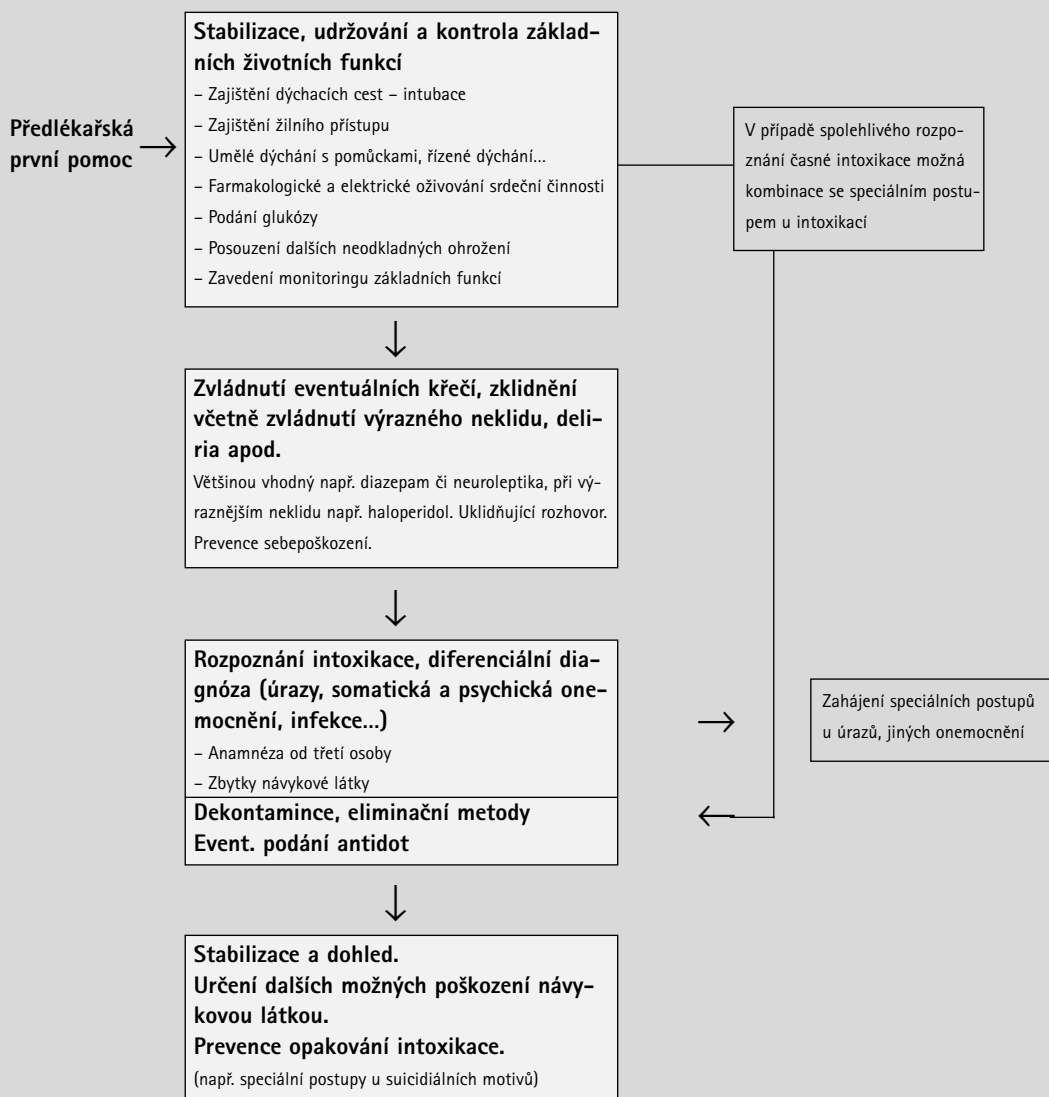 Předlékařská
první pomoc
Stabilizace, udržování a kontrola základ-
ních životních funkcí
– Zajištění dýchacích cest – intubace
– Zajištění žilního přístupu
– Umělé dýchání s pomůckami, řízené dýchání...
– Farmakologické a elektrické oživování srdeční činnosti
– Podání glukózy
– Posouzení dalších neodkladných ohrožení
– Zavedení monitoringu základních funkcí
V případě spolehlivého rozpo-
znání časné intoxikace možná
kombinace se speciálním postu-
pem u intoxikací
Zvládnutí eventuálních křečí, zklidnění
včetně zvládnutí výrazného neklidu, deli-
ria apod.
Většinou vhodný např. diazepam či neuroleptika, při vý-
raznějším neklidu např. haloperidol. Uklidňující rozhovor.
Prevence sebepoškození.
Rozpoznání intoxikace, diferenciální dia-
gnóza (úrazy, somatická a psychická one-
mocnění, infekce...)
– Anamnéza od třetí osoby
– Zbytky návykové látky
Zahájení speciálních postupů
u úrazů, jiných onemocnění
Dekontamince, eliminační metody
Event. podání antidot
Stabilizace a dohled.
Určení dalších možných poškození návy-
kovou látkou.
Prevence opakování intoxikace.
(např. speciální postupy u suicidiálních motivů)